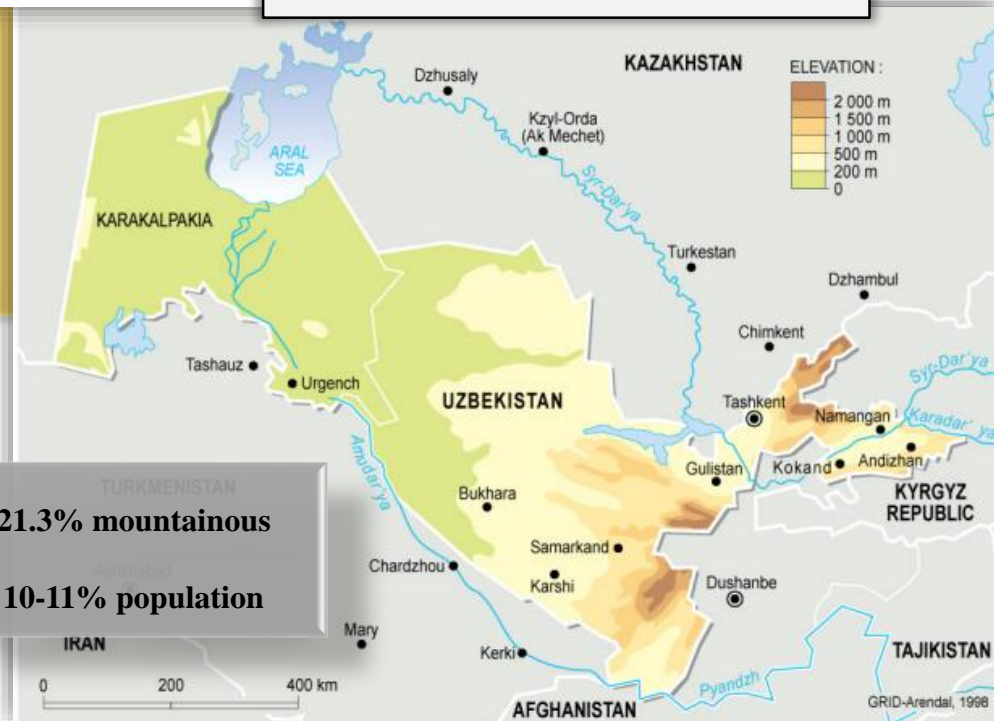 KAZAKHSTAN
ELEVATION :
2 000 m
1 500 m
1 000 m
500 m
200 m
0
Dzhusaly
Kzyl-Orda
(Ak Mechet)
ARAL
SEA
Syr-Dar'ya
KARAKALPAKIA
Turkestan
Dzhambul
Chimkent
Tashauz
Urgench
UZBEKISTAN
Tashkent
Namangan
Syr-Dar'ya
Karadar' ya
Amudar'ya
Gulistan
Kokand
Andizhan
KYRGYZ
REPUBLIC
TURKMENISTAN
Bukhara
21.3% mountainous
Ashkhabad
Samarkand
Chardzhou
Karshi
Dushanbe
10-11% population
IRAN
Mary
Kerki
TAJIKISTAN
Pyandzh
0 200 400 km
AFGHANISTAN
GRID-Arendal, 1998